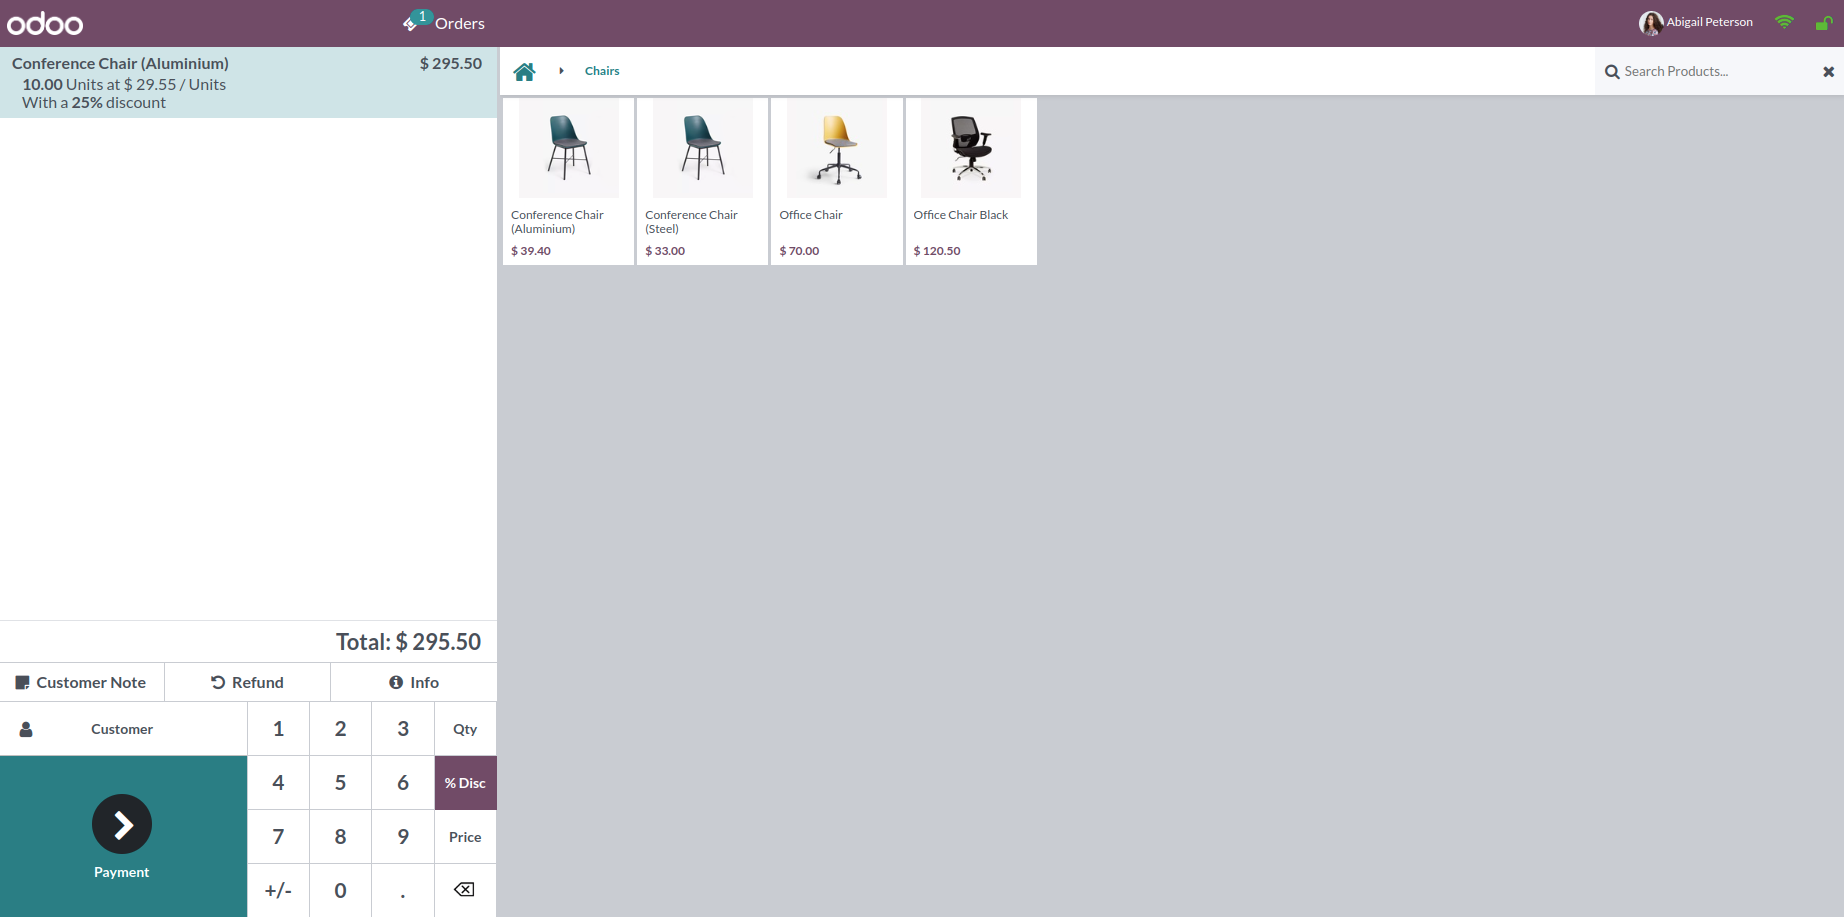 odoo
1
Orders
Abigail Peterson
Conference Chair (Aluminium)
$ 295.50
10.00 Units at $ 29.55 / Units
With a 25% discount
Chairs
Search Products...
Conference Chair
(Aluminium)
$ 39.40
Conference Chair
(Steel)
$ 33.00
Office Chair
$ 70.00
Office Chair Black
$ 120.50
Total: $ 295.50
Customer Note
Refund
Info
Customer
1
2
3
Qty
4
5
6
% Disc
7
8
9
Price
+/-
0
.
Payment